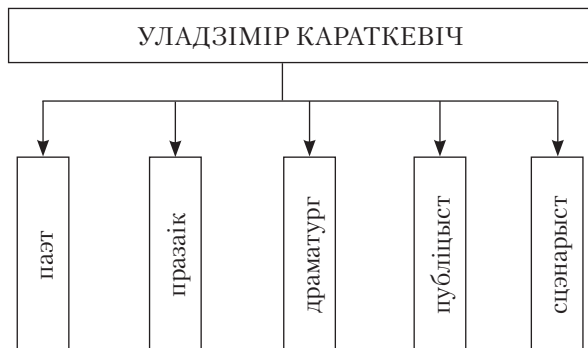 УЛАДЗІМІР КАРАТКЕВІЧ
паэт
празаік
драматург
публіцыст
сцэнарыст